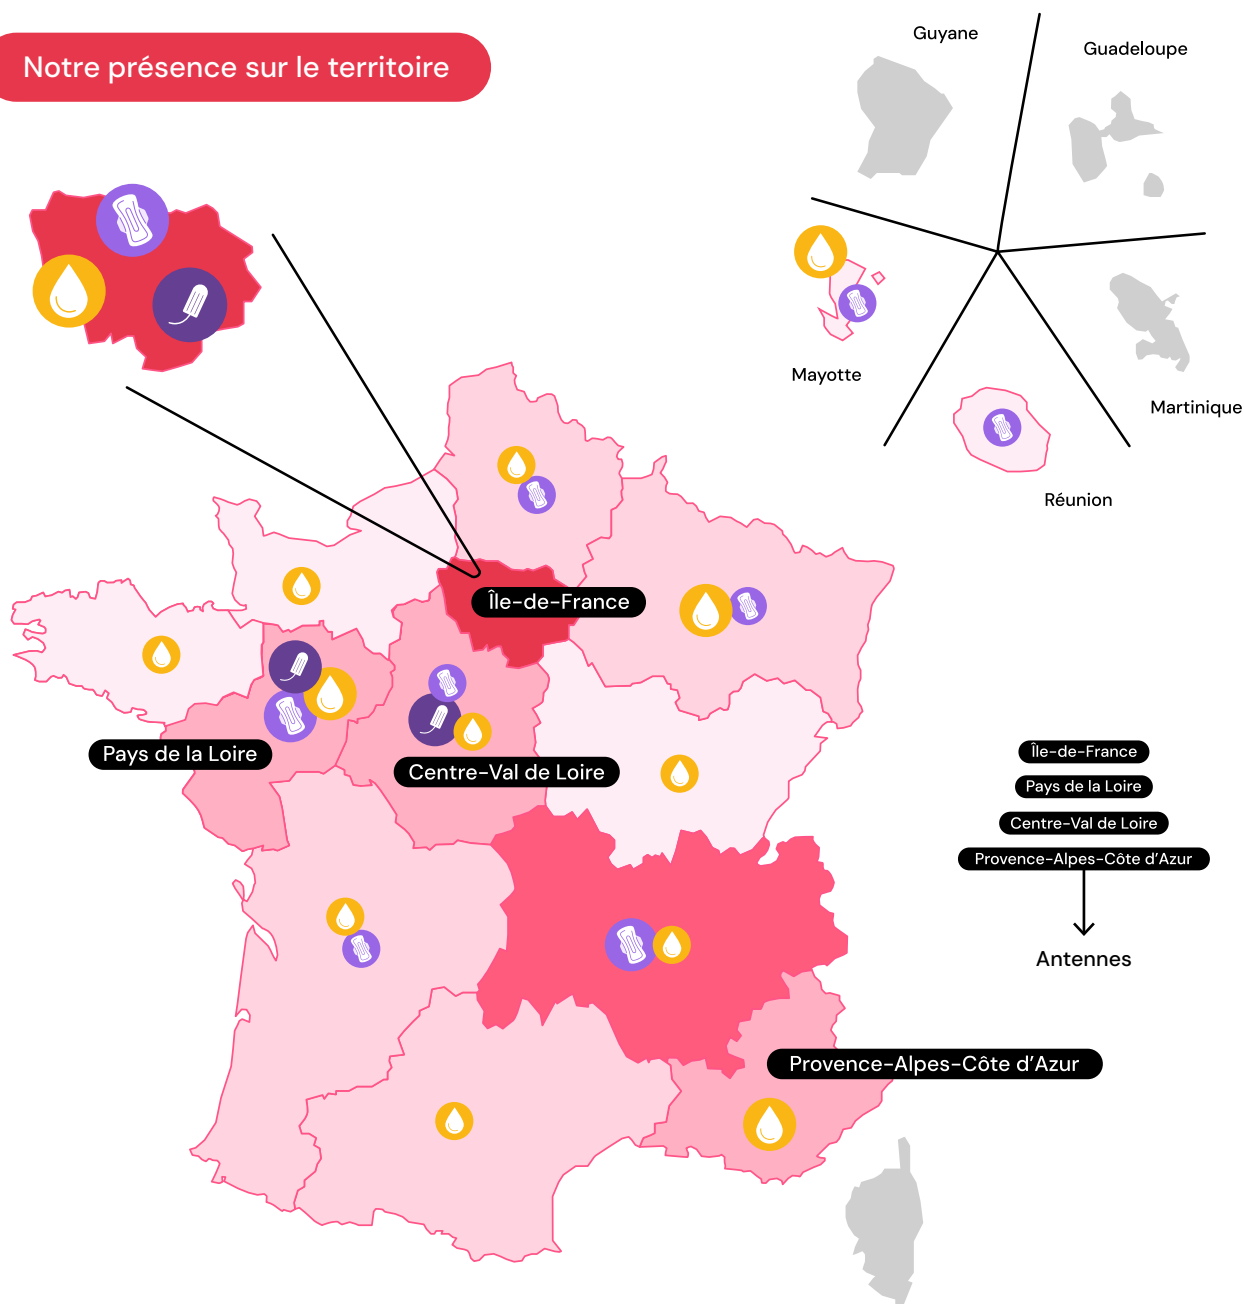 Notre présence sur le territoire
Guyane
Guadeloupe
Mayotte
Martinique
Réunion
Île-de-France
Pays de la Loire
Centre-Val de Loire
Île-de-France
Pays de la Loire
Centre-Val de Loire
Provence-Alpes-Côte d’Azur
Antennes
Provence-Alpes-Côte d’Azur